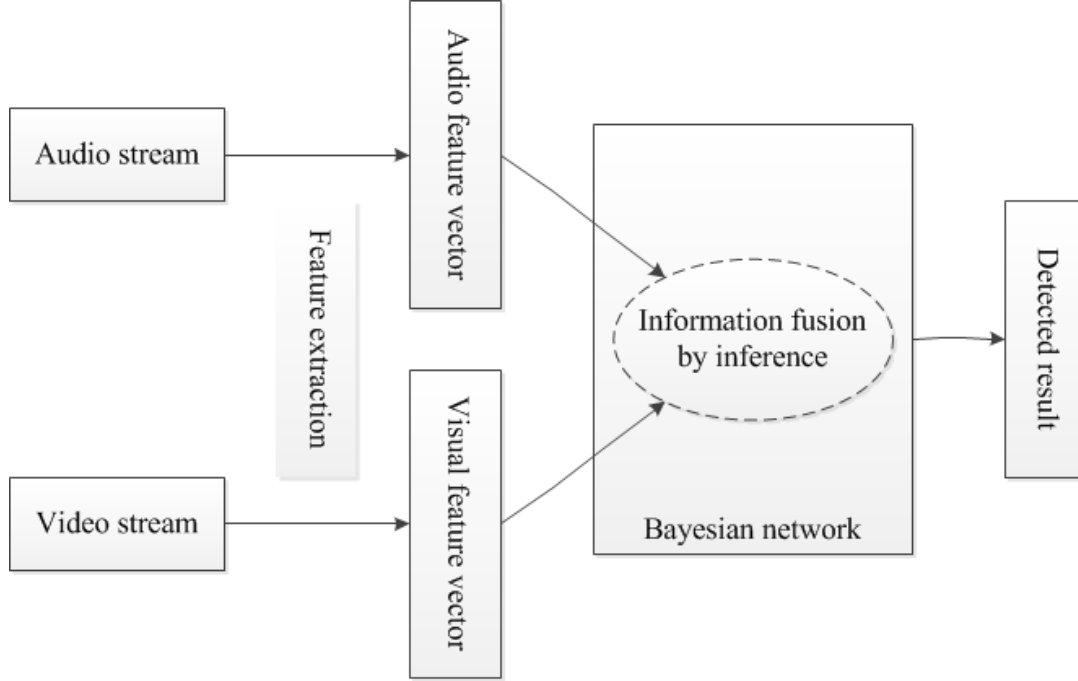 Audio stream
Audio feature vector
Feature extraction
Video stream
Visual feature vector
Information fusion
by inference
Bayesian network
Detected result